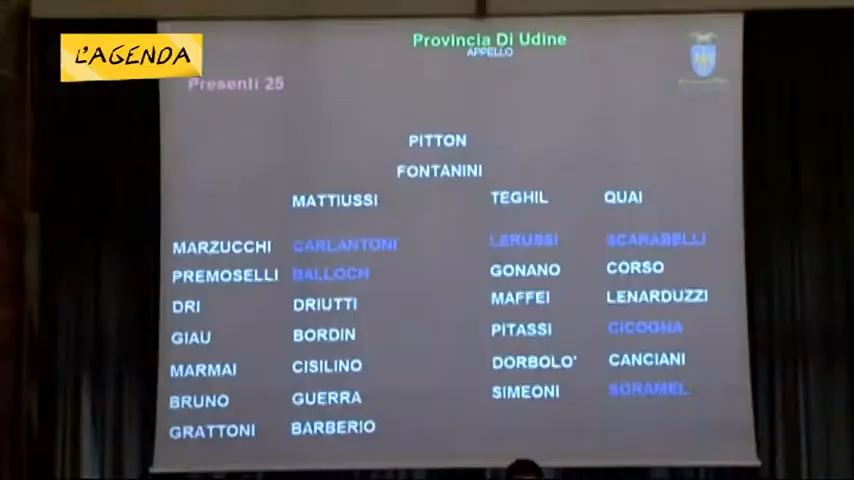 L'AGENDA
Provincia Di Udine
APPELLO
Presenti 25
PITTON
FONTANINI
MATTIUSSI TEGHIL QUAI
MARZUCCHI CARLANTONI LERUSSI SCARABELLI
PREMOSELLI BALLOCH GONANO CORSO
DRI DRIUTTI MAFFEI LENARDUZZI
GIAU BORDIN PITASSI CICOGNA
MARMAI CISILINO DORBOLO' CANCIANI
BRUNO GUERRA SIMEONI SORAMEL
GRATTONI BARBERIO